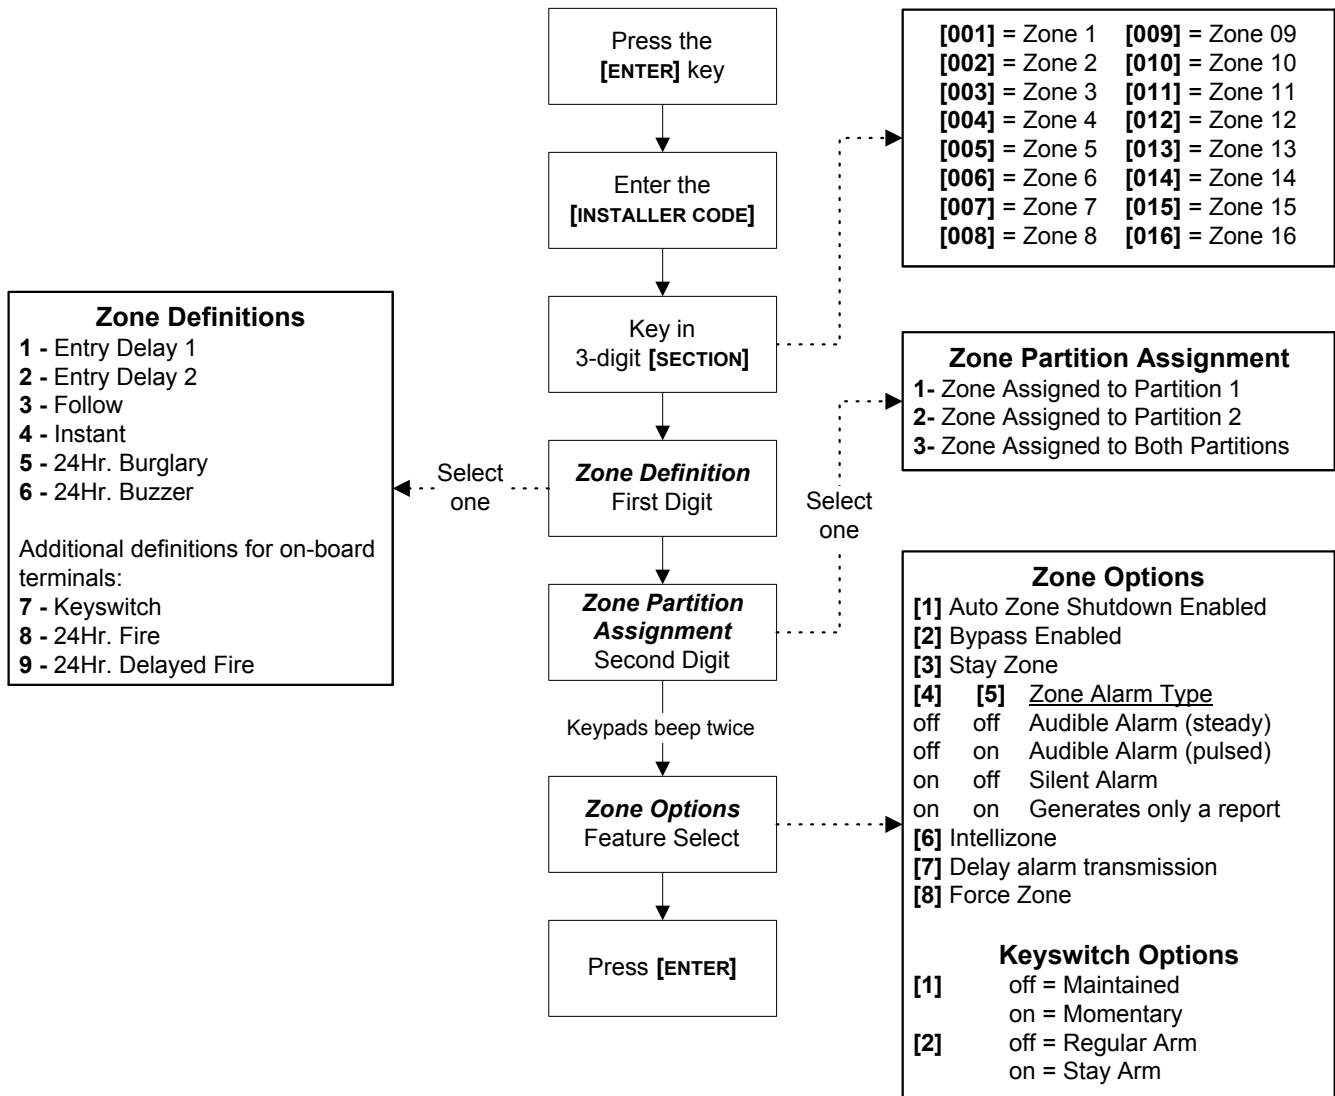 Press the
[ENTER] key
Enter the
[INSTALLER CODE]
Key in
3-digit [SECTION]
Zone Definition
First Digit
Zone Partition
Assignment
Second Digit
Keypads beep twice
Zone Options
Feature Select
Press [ENTER]
Select
one
Zone Definitions
1 - Entry Delay 1
2 - Entry Delay 2
3 - Follow
4 - Instant
5 - 24Hr. Burglary
6 - 24Hr. Buzzer
Additional definitions for on-board
terminals:
7 - Keyswitch
8 - 24Hr. Fire
9 - 24Hr. Delayed Fire
[001] = Zone 1 [009] = Zone 09
[002] = Zone 2 [010] = Zone 10
[003] = Zone 3 [011] = Zone 11
[004] = Zone 4 [012] = Zone 12
[005] = Zone 5 [013] = Zone 13
[006] = Zone 6 [014] = Zone 14
[007] = Zone 7 [015] = Zone 15
[008] = Zone 8 [016] = Zone 16
Select
one
Zone Partition Assignment
1- Zone Assigned to Partition 1
2- Zone Assigned to Partition 2
3- Zone Assigned to Both Partitions
Zone Options
[1] Auto Zone Shutdown Enabled
[2] Bypass Enabled
[3] Stay Zone
[4] [5] Zone Alarm Type
off off Audible Alarm (steady)
off on Audible Alarm (pulsed)
on off Silent Alarm
on on Generates only a report
[6] Intellizone
[7] Delay alarm transmission
[8] Force Zone
Keyswitch Options
[1] off = Maintained
on = Momentary
[2] off = Regular Arm
on = Stay Arm